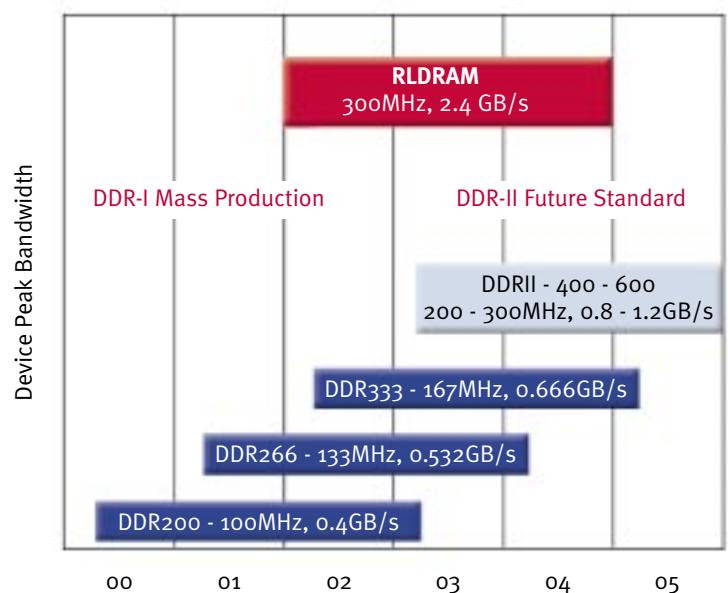 RLDRAM
300MHz, 2.4 GB/s
DDR-I Mass Production
DDR-II Future Standard
Device Peak Bandwidth
DDRII - 400 - 600
200 - 300MHz, 0.8 - 1.2GB/s
DDR333 - 167MHz, 0.666GB/s
DDR266 - 133MHz, 0.532GB/s
DDR200 - 100MHz, 0.4GB/s
00 01 02 03 04 05